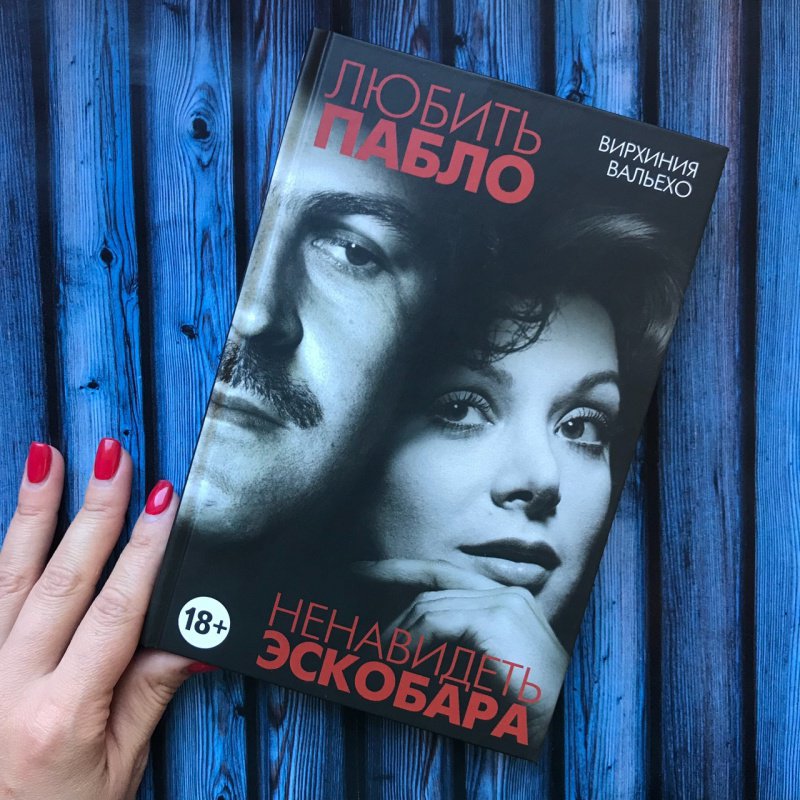 ЛЮБИТЬ
ПАБЛО
ВИРХИНИЯ
ВАЛЬЕХО
18+
НЕНАВИДЕТЬ
ЭСКОБАРА